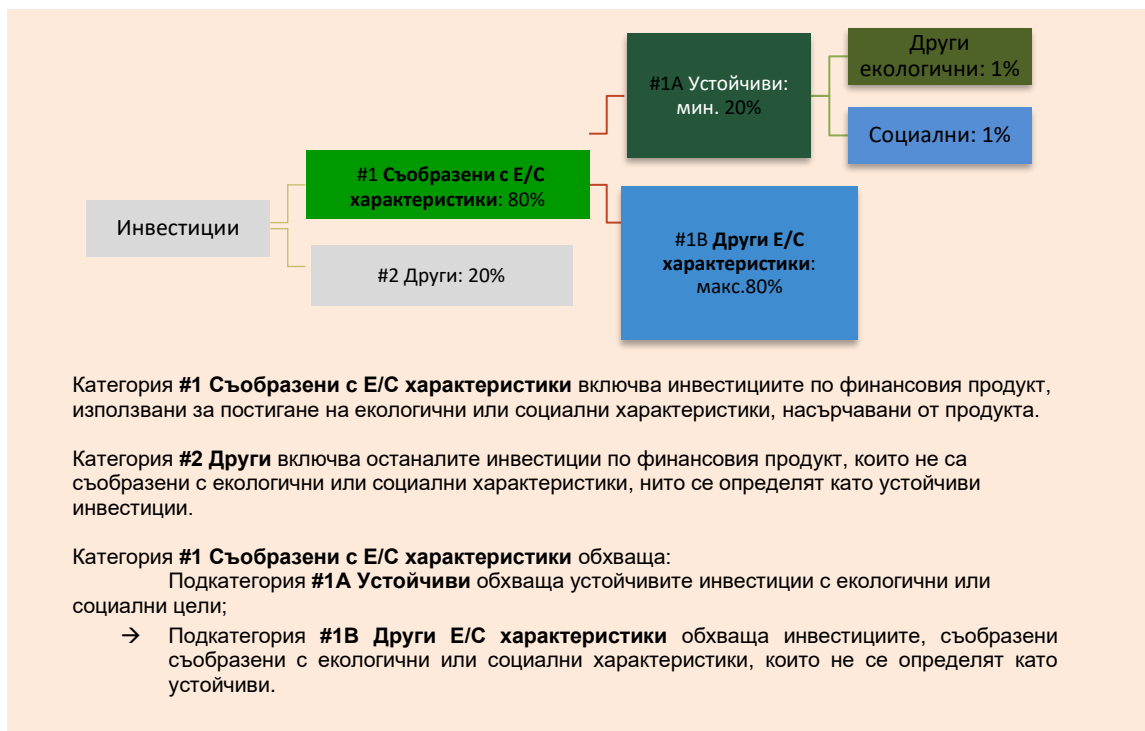 Други
екологични: 1%
#1A Устойчиви:
мин. 20%
Социални: 1%
#1 Съобразени с Е/С
характеристики: 80%
Инвестиции
#1B Други Е/С
характеристики:
макс.80%
#2 Други: 20%
Категория #1 Съобразени с Е/С характеристики включва инвестициите по финансовия продукт,
използвани за постигане на екологични или социални характеристики, насърчавани от продукта.
Категория #2 Други включва останалите инвестиции по финансовия продукт, които не са
съобразени с екологични или социални характеристики, нито се определят като устойчиви
инвестиции.
Категория #1 Съобразени с Е/С характеристики обхваща:
Подкатегория #1А Устойчиви обхваща устойчивите инвестиции с екологични или
социални цели;
→ Подкатегория #1В Други Е/С характеристики обхваща инвестициите, съобразени
съобразени с екологични или социални характеристики, които не се определят като
устойчиви.